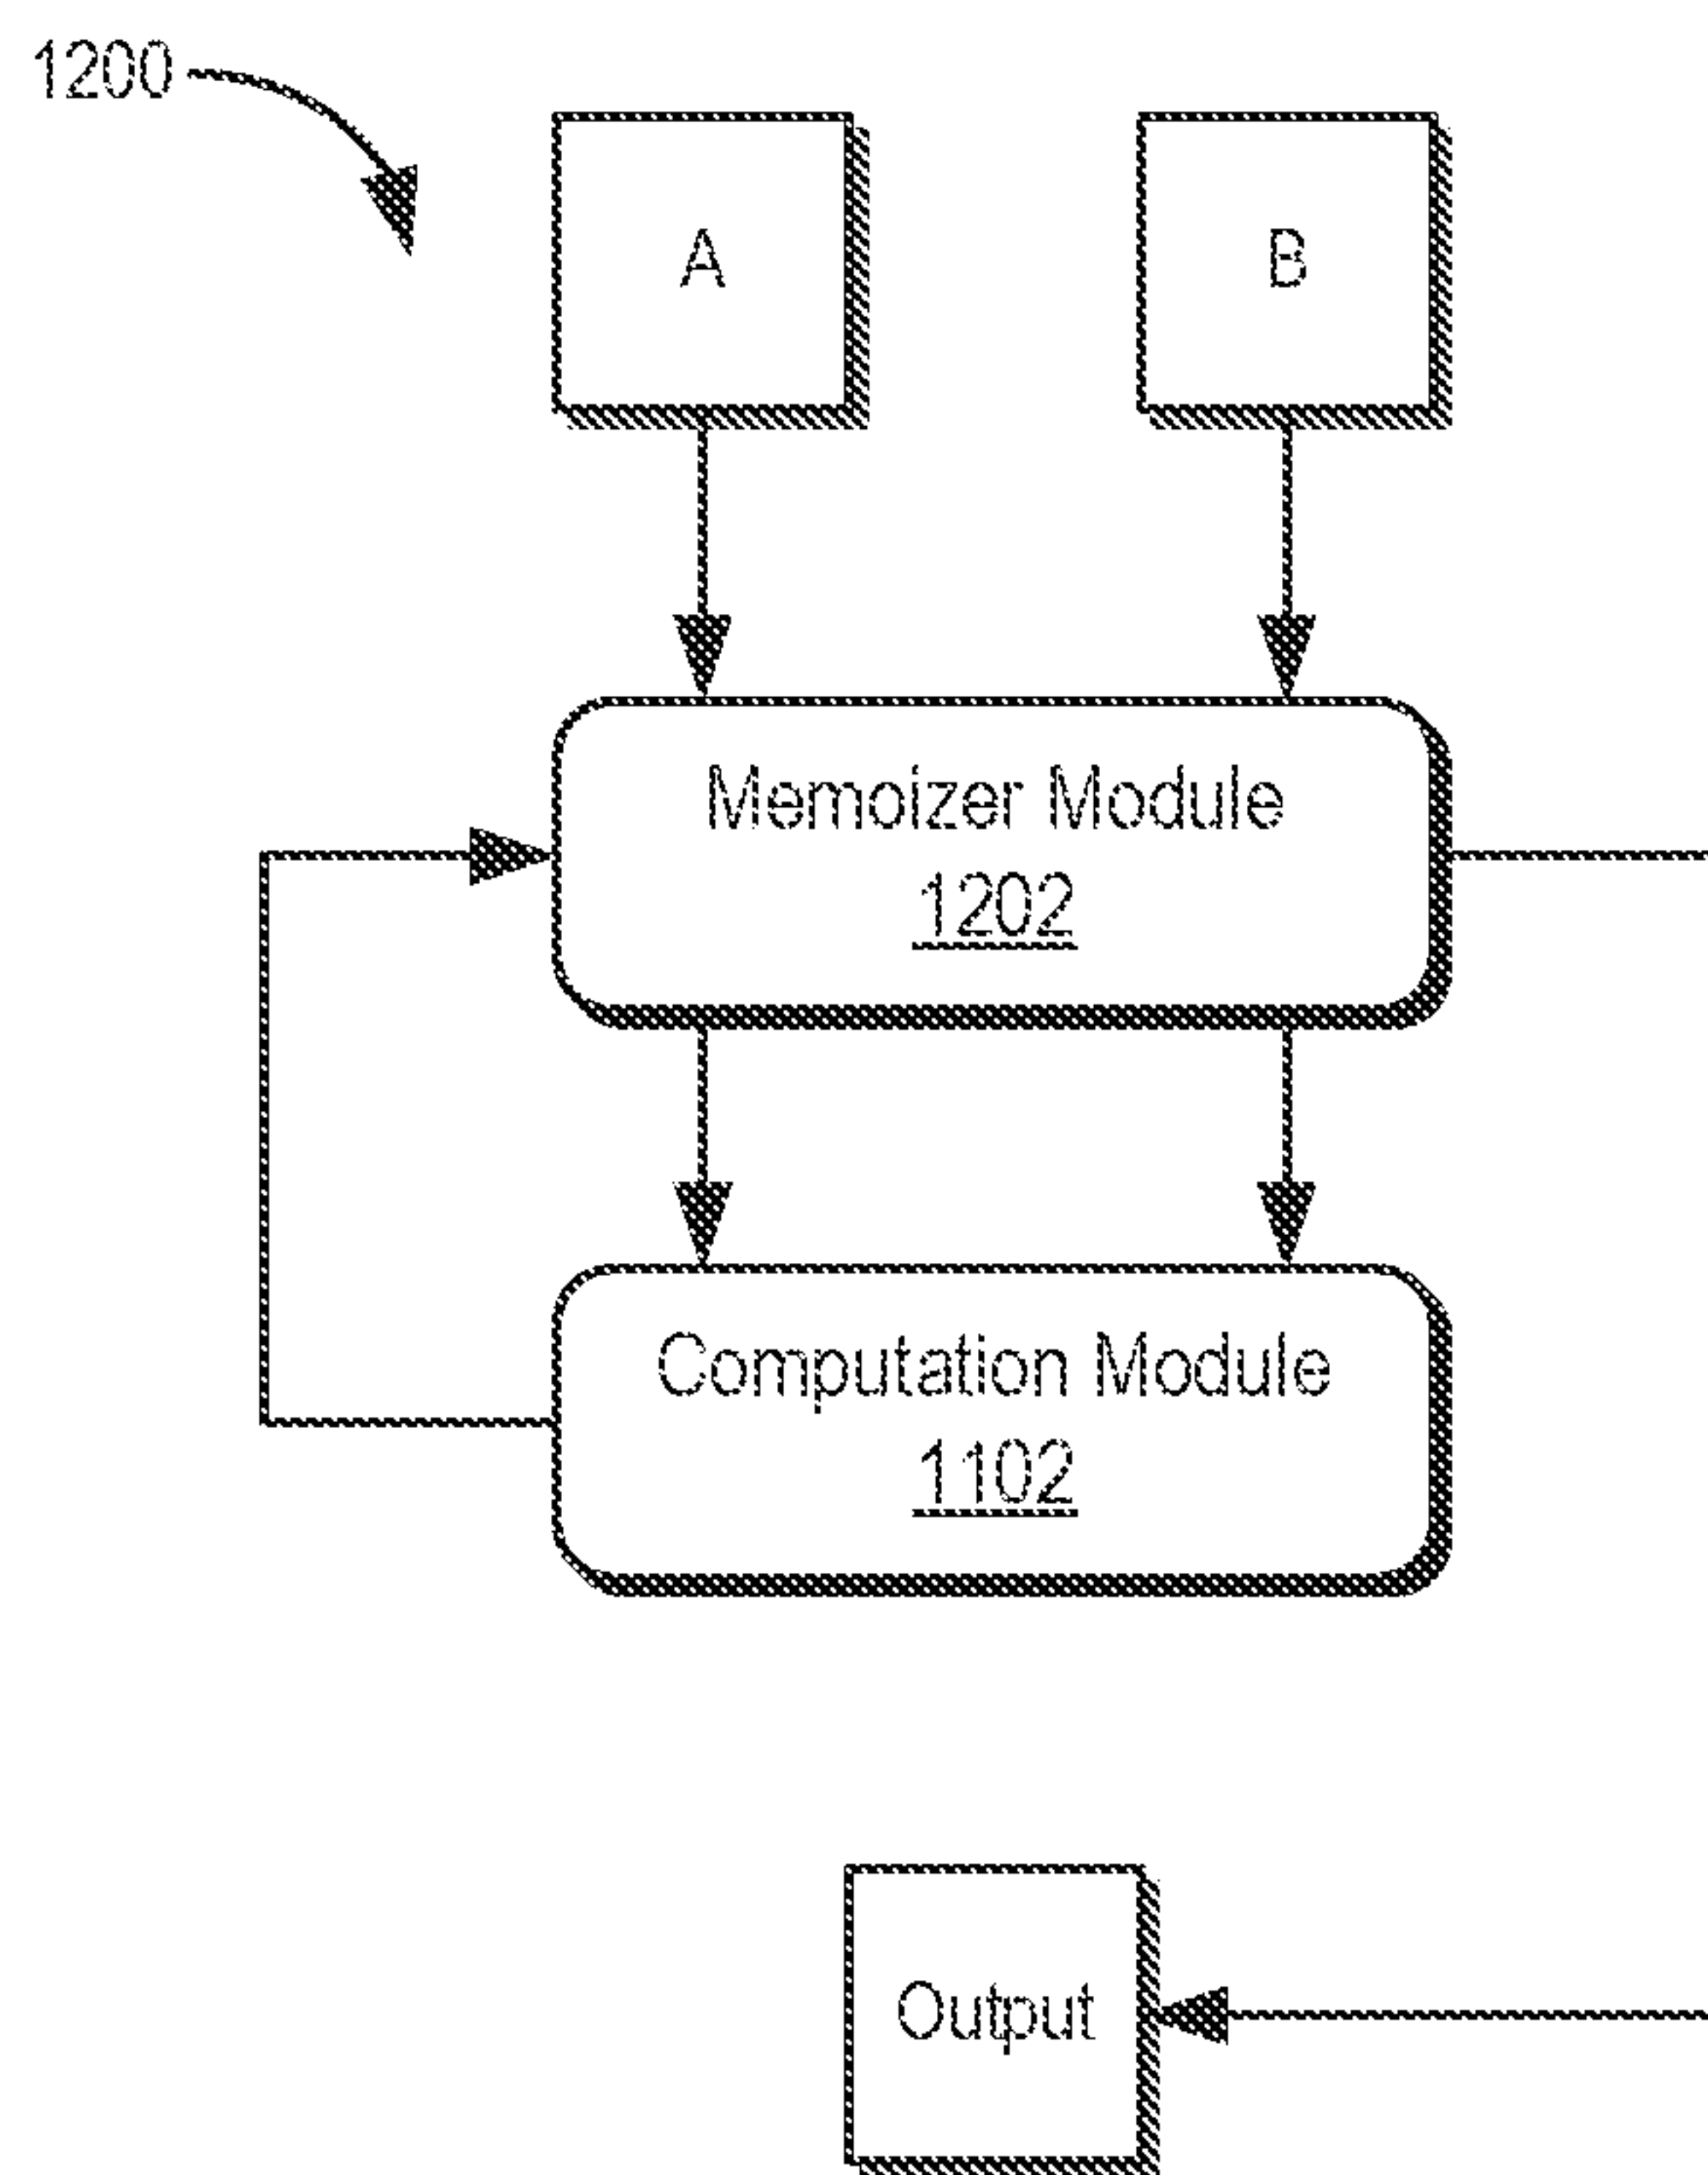 1200
A
B
Memoizer Module
1202
Computation Module
1102
Output